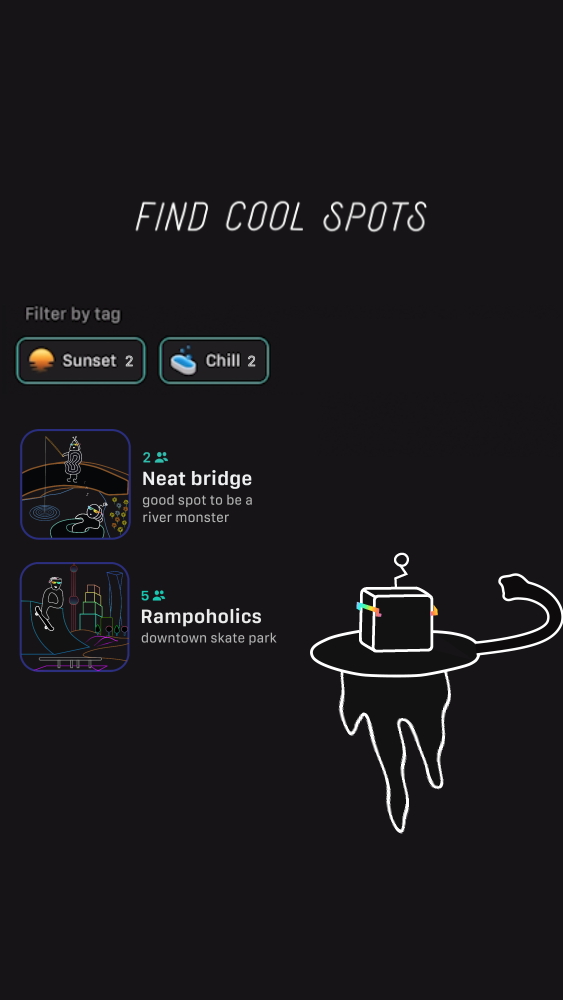 FIND COOL SPOTS
Filter by tag
Sunset 2
Chill 2
2
Neat bridge
good spot to be a
river monster
5
Rampoholics
downtown skate park